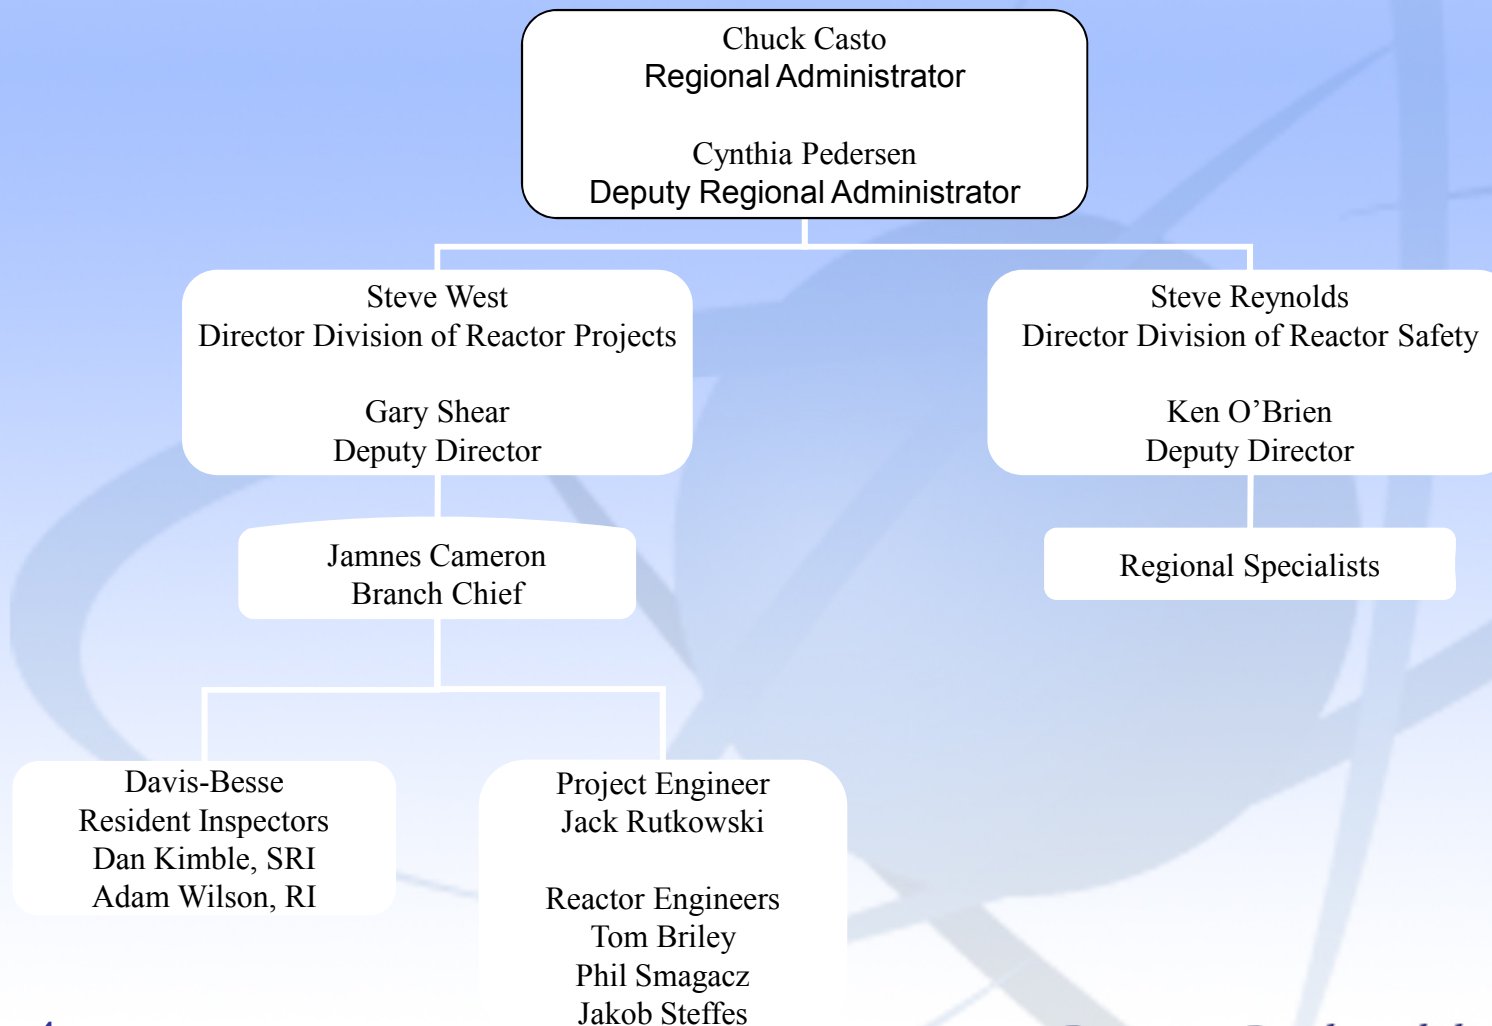 Chuck Casto
Regional Administrator
Cynthia Pedersen
Deputy Regional Administrator
Steve West
Director Division of Reactor Projects
Gary Shear
Deputy Director
Steve Reynolds
Director Division of Reactor Safety
Ken O’Brien
Deputy Director
Jamnes Cameron
Branch Chief
Regional Specialists
Davis-Besse
Resident Inspectors
Dan Kimble, SRI
Adam Wilson, RI
Project Engineer
Jack Rutkowski
Reactor Engineers
Tom Briley
Phil Smagacz
Jakob Steffes